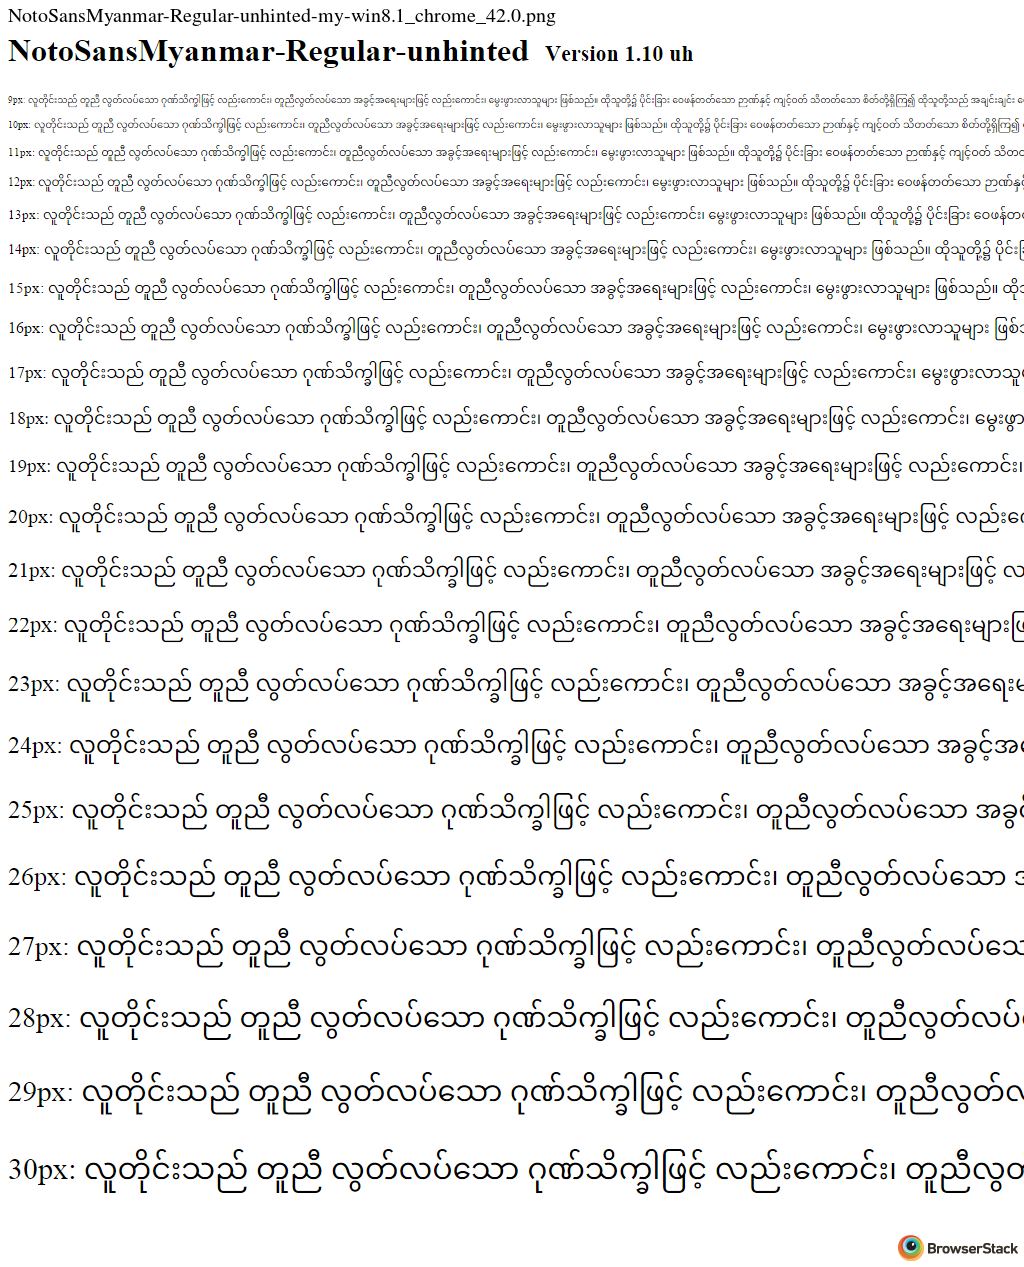 NotoSansMyanmar-Regular-unhinted-my-win8.1_chrome_42.0.png
NotoSansMyanmar-Regular-unhinted Version 1.10 uh
9px: လူတိုင်းသည် တူညီ လွတ်လပ်သော ဂုဏ်သိက္ခါဖြင့် လည်းကောင်း၊ တူညီလွတ်လပ်သော အခွင့်အရေးများဖြင့် လည်းကောင်း၊ မွေးဖွားလာသူများ ဖြစ်သည်။ ထိုသူတို့၌ ပိုင်းခြား ဝေဖန်တတ်သော ဉာဏ်နှင့် ကျင့်ဝတ် သိတတ်သော စိတ်တို့ရှိကြ၍ ထိုသူတို့သည် အချင်းချင်း
10px: လူတိုင်းသည် တူညီ လွတ်လပ်သော ဂုဏ်သိက္ခါဖြင့် လည်းကောင်း၊ တူညီလွတ်လပ်သော အခွင့်အရေးများဖြင့် လည်းကောင်း၊ မွေးဖွားလာသူများ ဖြစ်သည်။ ထိုသူတို့၌ ပိုင်းခြား ဝေဖန်တတ်သော ဉာဏ်နှင့် ကျင့်ဝတ် သိတတ်သော စိတ်တို့ရှိကြ၍
11px: လူတိုင်းသည် တူညီ လွတ်လပ်သော ဂုဏ်သိက္ခါဖြင့် လည်းကောင်း၊ တူညီလွတ်လပ်သော အခွင့်အရေးများဖြင့် လည်းကောင်း၊ မွေးဖွားလာသူများ ဖြစ်သည်။ ထိုသူတို့၌ ပိုင်းခြား ဝေဖန်တတ်သော ဉာဏ်နှင့် ကျင့်ဝတ် သိတ
12px: လူတိုင်းသည် တူညီ လွတ်လပ်သော ဂုဏ်သိက္ခါဖြင့် လည်းကောင်း၊ တူညီလွတ်လပ်သော အခွင့်အရေးများဖြင့် လည်းကောင်း၊ မွေးဖွားလာသူများ ဖြစ်သည်။ ထိုသူတို့၌ ပိုင်းခြား ဝေဖန်တတ်သော ဉာဏ်နှင့်
13px: လူတိုင်းသည် တူညီ လွတ်လပ်သော ဂုဏ်သိက္ခါဖြင့် လည်းကောင်း၊ တူညီလွတ်လပ်သော အခွင့်အရေးများဖြင့် လည်းကောင်း၊ မွေးဖွားလာသူများ ဖြစ်သည်။ ထိုသူတို့၌ ပိုင်းခြား ဝေဖန်တ
14px: လူတိုင်းသည် တူညီ လွတ်လပ်သော ဂုဏ်သိက္ခါဖြင့် လည်းကောင်း၊ တူညီလွတ်လပ်သော အခွင့်အရေးများဖြင့် လည်းကောင်း၊ မွေးဖွားလာသူများ ဖြစ်သည်။ ထိုသူတို့၌ ပိုင်းခြ
15px: လူတိုင်းသည် တူညီ လွတ်လပ်သော ဂုဏ်သိက္ခါဖြင့် လည်းကောင်း၊ တူညီလွတ်လပ်သော အခွင့်အရေးများဖြင့် လည်းကောင်း၊ မွေးဖွားလာသူများ ဖြစ်သည်။ ထိုသ
16px: လူတိုင်းသည် တူညီ လွတ်လပ်သော ဂုဏ်သိက္ခါဖြင့် လည်းကောင်း၊ တူညီလွတ်လပ်သော အခွင့်အရေးများဖြင့် လည်းကောင်း၊ မွေးဖွားလာသူများ ဖြစ်သ
17px: လူတိုင်းသည် တူညီ လွတ်လပ်သော ဂုဏ်သိက္ခါဖြင့် လည်းကောင်း၊ တူညီလွတ်လပ်သော အခွင့်အရေးများဖြင့် လည်းကောင်း၊ မွေးဖွားလာသူ
18px: လူတိုင်းသည် တူညီ လွတ်လပ်သော ဂုဏ်သိက္ခါဖြင့် လည်းကောင်း၊ တူညီလွတ်လပ်သော အခွင့်အရေးများဖြင့် လည်းကောင်း၊ မွေးဖွာ
19px: လူတိုင်းသည် တူညီ လွတ်လပ်သော ဂုဏ်သိက္ခါဖြင့် လည်းကောင်း၊ တူညီလွတ်လပ်သော အခွင့်အရေးများဖြင့် လည်းကောင်း၊
20px: လူတိုင်းသည် တူညီ လွတ်လပ်သော ဂုဏ်သိက္ခါဖြင့် လည်းကောင်း၊ တူညီလွတ်လပ်သော အခွင့်အရေးများဖြင့် လည်းကေ
21px: လူတိုင်းသည် တူညီ လွတ်လပ်သော ဂုဏ်သိက္ခါဖြင့် လည်းကောင်း၊ တူညီလွတ်လပ်သော အခွင့်အရေးများဖြင့် လ
22px: လူတိုင်းသည် တူညီ လွတ်လပ်သော ဂုဏ်သိက္ခါဖြင့် လည်းကောင်း၊ တူညီလွတ်လပ်သော အခွင့်အရေးများဖြ
23px: လူတိုင်းသည် တူညီ လွတ်လပ်သော ဂုဏ်သိက္ခါဖြင့် လည်းကောင်း၊ တူညီလွတ်လပ်သော အခွင့်အရေးမ
24px: လူတိုင်းသည် တူညီ လွတ်လပ်သော ဂုဏ်သိက္ခါဖြင့် လည်းကောင်း၊ တူညီလွတ်လပ်သော အခွင့်အရ
25px: လူတိုင်းသည် တူညီ လွတ်လပ်သော ဂုဏ်သိက္ခါဖြင့် လည်းကောင်း၊ တူညီလွတ်လပ်သော အခွင့်
26px: လူတိုင်းသည် တူညီ လွတ်လပ်သော ဂုဏ်သိက္ခါဖြင့် လည်းကောင်း၊ တူညီလွတ်လပ်သော
27px: လူတိုင်းသည် တူညီ လွတ်လပ်သော ဂုဏ်သိက္ခါဖြင့် လည်းကောင်း၊ တူညီလွတ်လပ်သေ
28px: လူတိုင်းသည် တူညီ လွတ်လပ်သော ဂုဏ်သိက္ခါဖြင့် လည်းကောင်း၊ တူညီလွတ်လပ်
29px: လူတိုင်းသည် တူညီ လွတ်လပ်သော ဂုဏ်သိက္ခါဖြင့် လည်းကောင်း၊ တူညီလွတ်လ
30px: လူတိုင်းသည် တူညီ လွတ်လပ်သော ဂုဏ်သိက္ခါဖြင့် လည်းကောင်း၊ တူညီလွတ
BrowserStack